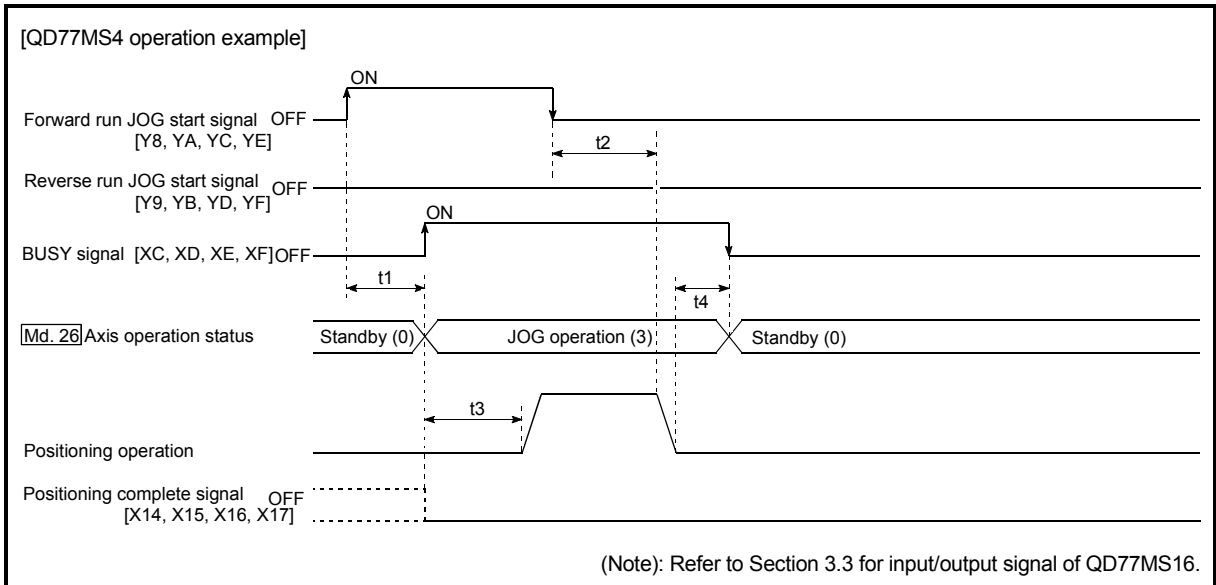 [QD77MS4 operation example]
ON
Forward run JOG start signal OFF
[Y8, YA, YC, YE]
t2
Reverse run JOG start signal OFF
[Y9, YB, YD, YF]
ON
BUSY signal [XC, XD, XE, XF]OFF
t1
t4
Md. 26 Axis operation status
Standby (0)
JOG operation (3)
Standby (0)
t3
Positioning operation
Positioning complete signal OFF
[X14, X15, X16, X17]
(Note): Refer to Section 3.3 for input/output signal of QD77MS16.